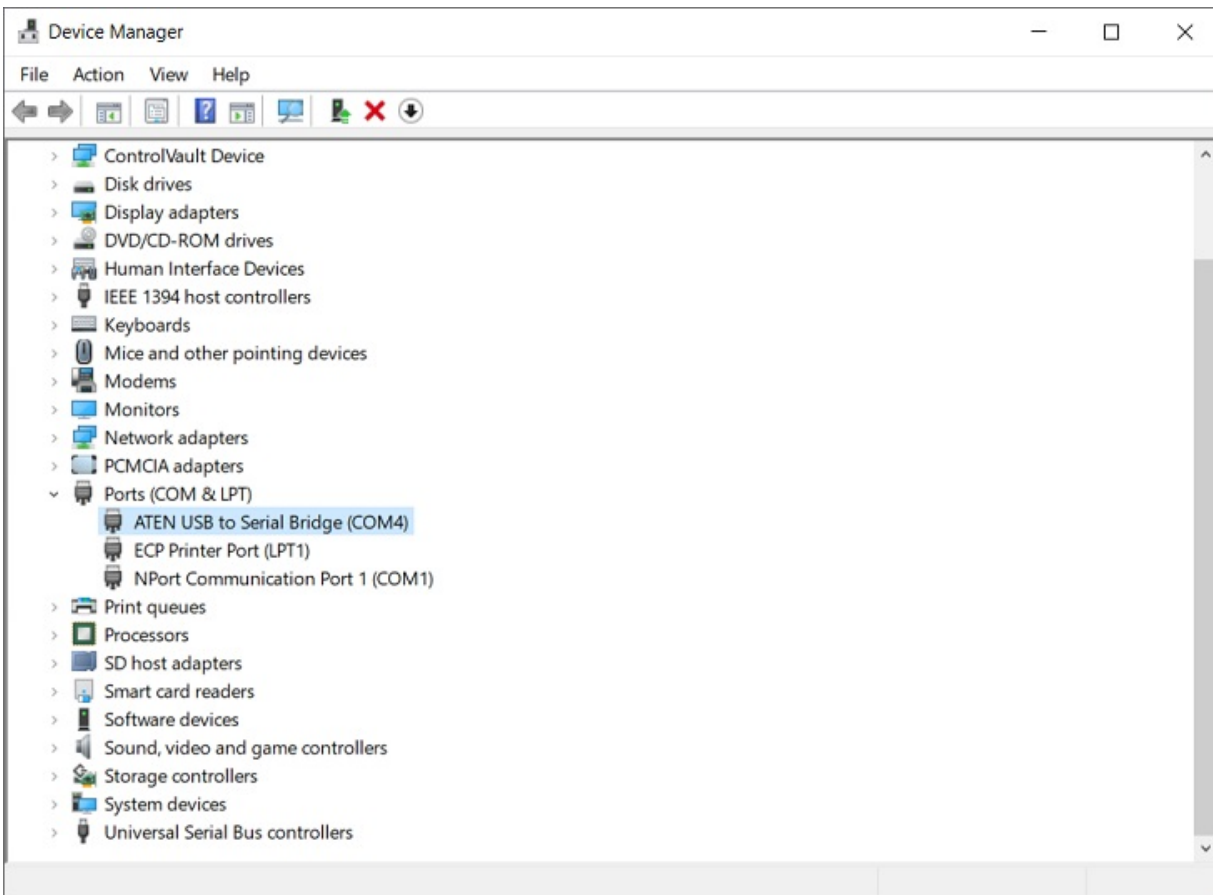 Device Manager
File Action View Help
ControlVault Device
Disk drives
Display adapters
DVD/CD-ROM drives
Human Interface Devices
IEEE 1394 host controllers
Keyboards
Mice and other pointing devices
Modems
Monitors
Network adapters
PCMCIA adapters
Ports (COM & LPT)
ATEN USB to Serial Bridge (COM4)
ECP Printer Port (LPT1)
NPort Communication Port 1 (COM1)
Print queues
Processors
SD host adapters
Smart card readers
Software devices
Sound, video and game controllers
Storage controllers
System devices
Universal Serial Bus controllers